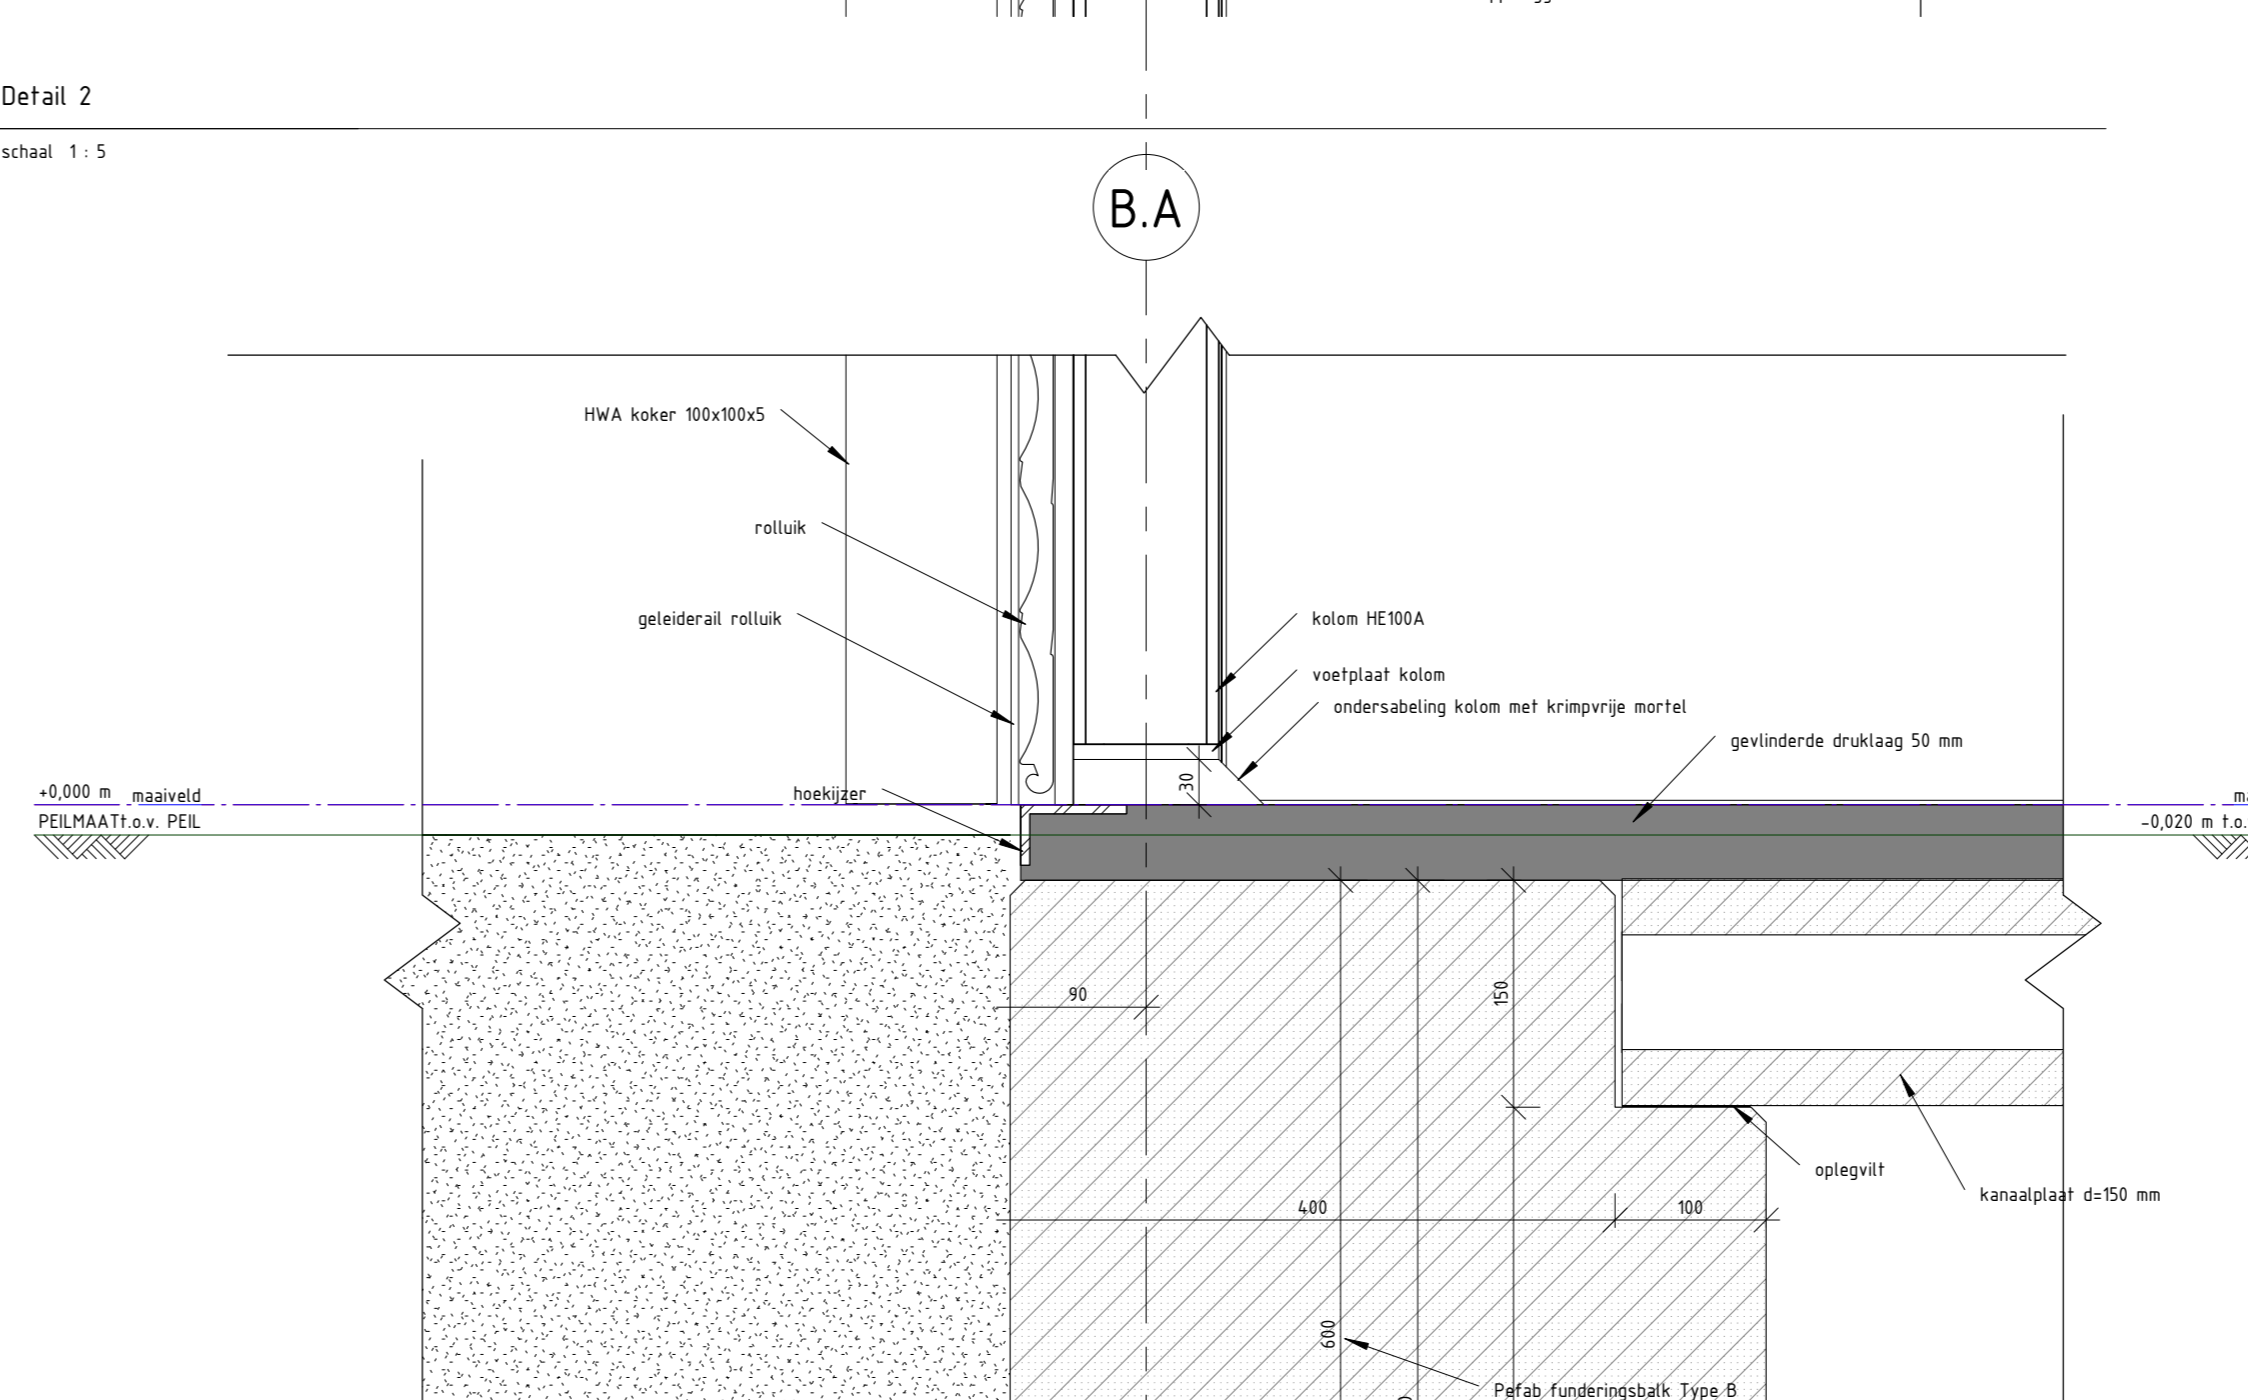 Detail 2
schaal 1 : 5
B.A
HWA koker 100x100x5
rolluik
geleiderail rolluik
kolom HE100A
voetplaat kolom
ondersabeling kolom met krimpvrije mortel
gevlinderde druklaag 50 mm
30
hoekijzer
+0,000 m maaiveld
PEILMAATt.o.v. PEIL
-0,020 m t.o.
90
150
oplegvilt
kanaalplaat d=150 mm
400
100
600
Pefab funderingsbalk Type B